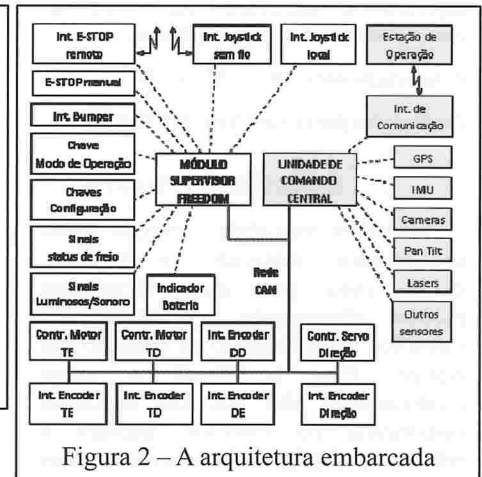 Int. E-STOP
remoto
Int. Joystick
sem fio
Int. Joystick
local
Estação de
Operação
E-STOP manual
Int. Bumper
Int. de
Comunicação
Chave
Modo de Operação
MÓDULO
SUPERVISOR
FREEDOM
UNIDADE DE
COMANDO
CENTRAL
GPS
IMU
Chaves
Configuração
Cameras
Pan Tilt
Sinais
status de freio
Lasers
Sinais
Luminosos/Sonoro
Indicador
Bateria
Rede
CAN
Outros
sensores
Contr. Motor
TE
Contr. Motor
TD
Int. Encoder
DD
Contr. Servo
Direção
Int. Encoder
TE
Int. Encoder
TD
Int. Encoder
DE
Int. Encoder
Direção
Figura 2 – A arquitetura embarcada